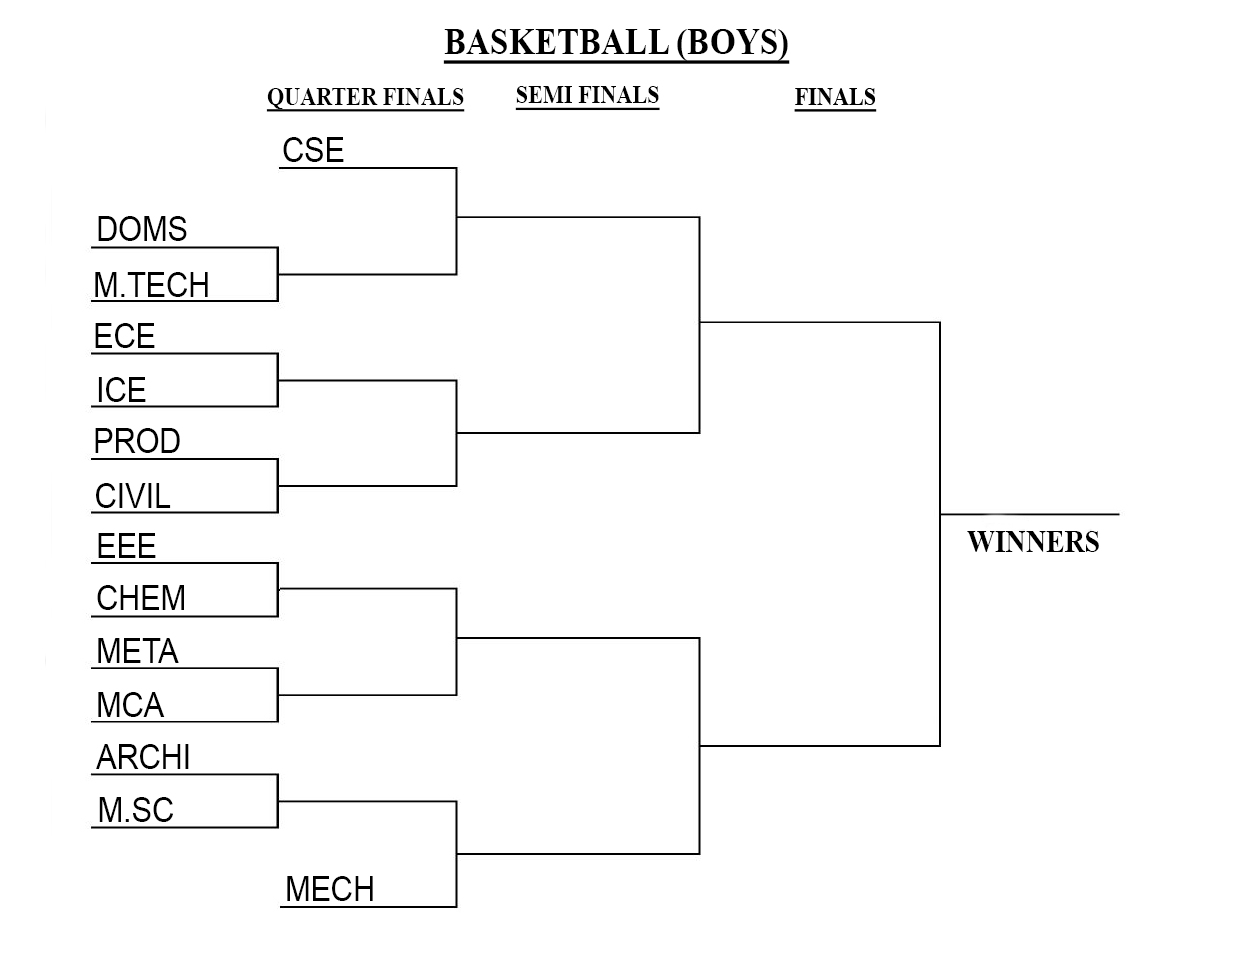 BASKETBALL (BOYS)
QUARTER FINALS SEMI FINALS FINALS
CSE
DOMS
M.TECH
ECE
ICE
PROD
CIVIL
EEE
WINNERS
CHEM
META
MCA
ARCHI
M.SC
MECH